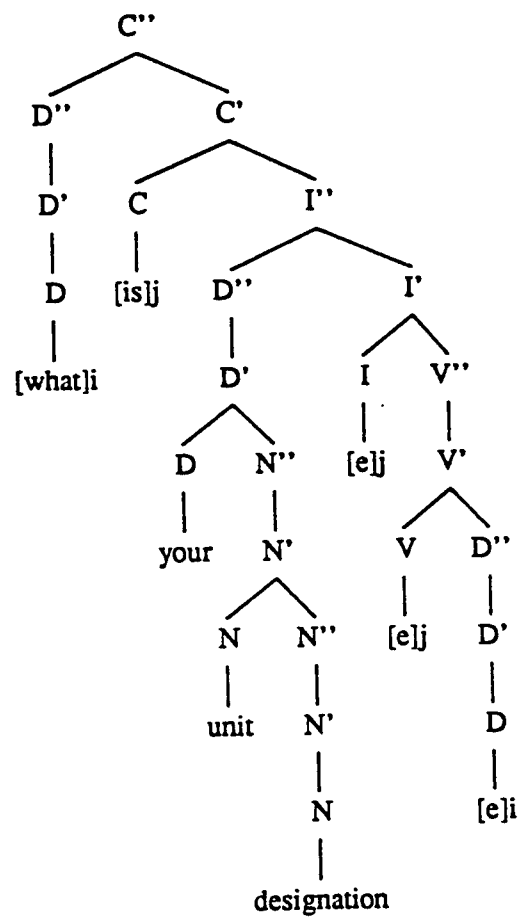 C’’
D’’ C'
D' C I’’
D [is]j D’’ I'
[what]i D' I V’’
D N’’ [e]j V'
your N' V D’’
N N’’ [e]j D'
unit N' D
N [e]i
designation